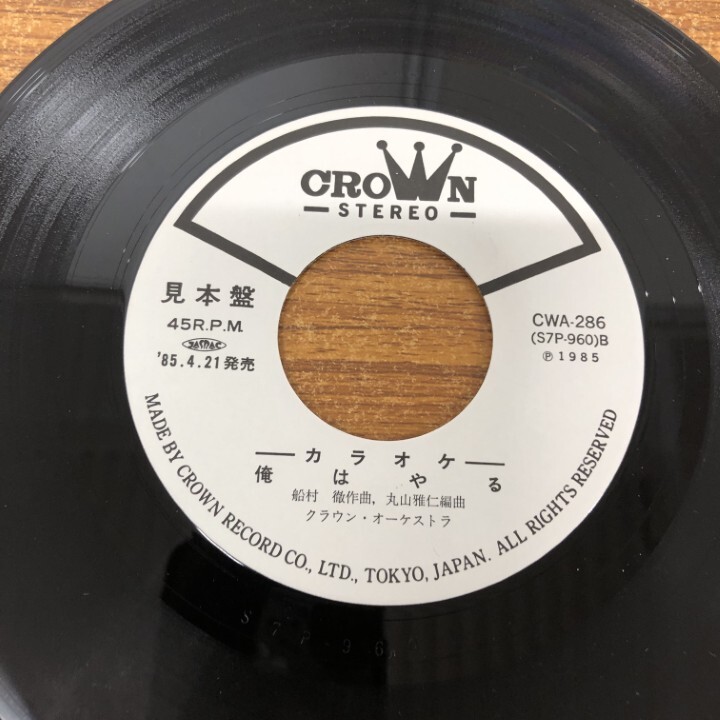 CROWN
STEREO
見本盤
45R.P.M.
JASRAC
'85.4.21発売
CWA-286
(S7P-960)B
Ⓟ1985
カラオケ
俺はやる
船村 徹作曲, 丸山雅仁編曲
クラウン・オーケストラ
MADE BY CROWN RECORD CO., LTD., TOKYO, JAPAN. ALL RIGHTS RESERVED